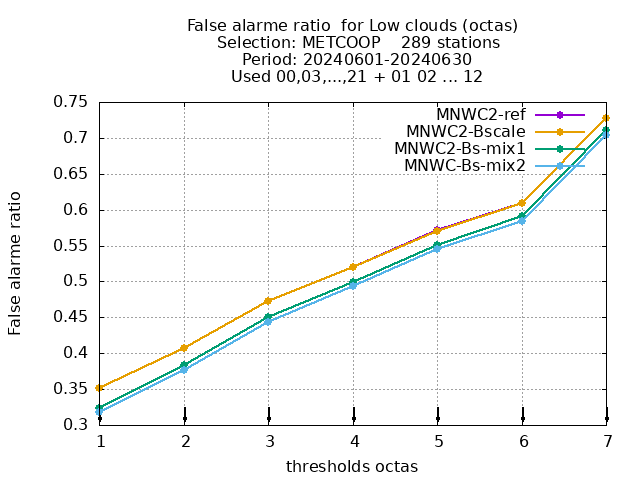 False alarme ratio  for Low clouds (octas)
Selection: METCOOP    289 stations
Period: 20240601-20240630
Used 00,03,...,21 + 01 02 ... 12
MNWC2-ref
MNWC2-Bscale
MNWC2-Bs-mix1
MNWC-Bs-mix2
False alarme ratio
0.75
0.7
0.65
0.6
0.55
0.5
0.45
0.4
0.35
0.3
1 2 3 4 5 6 7
thresholds octas